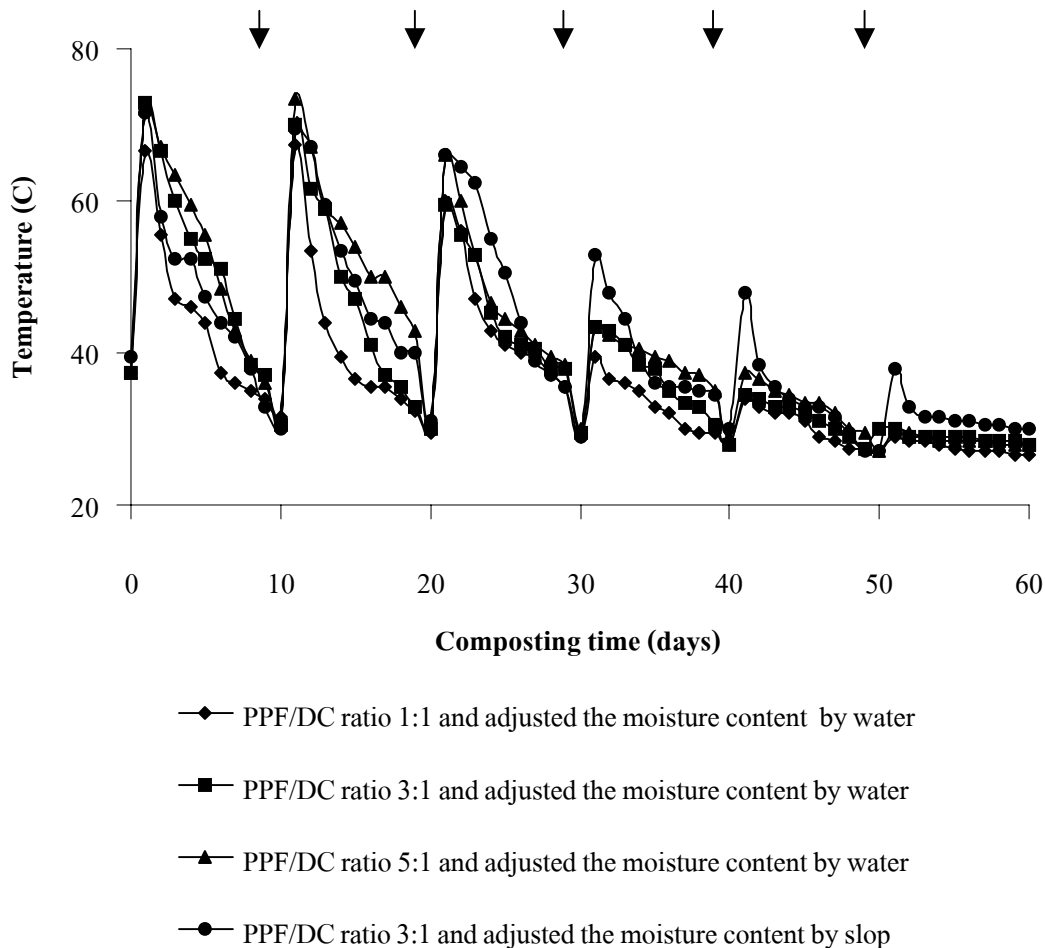 80
60
40
20
Temperature (C)
0 10 20 30 40 50 60
Composting time (days)
PPF/DC ratio 1:1 and adjusted the moisture content by water
PPF/DC ratio 3:1 and adjusted the moisture content by water
PPF/DC ratio 5:1 and adjusted the moisture content by water
PPF/DC ratio 3:1 and adjusted the moisture content by slop